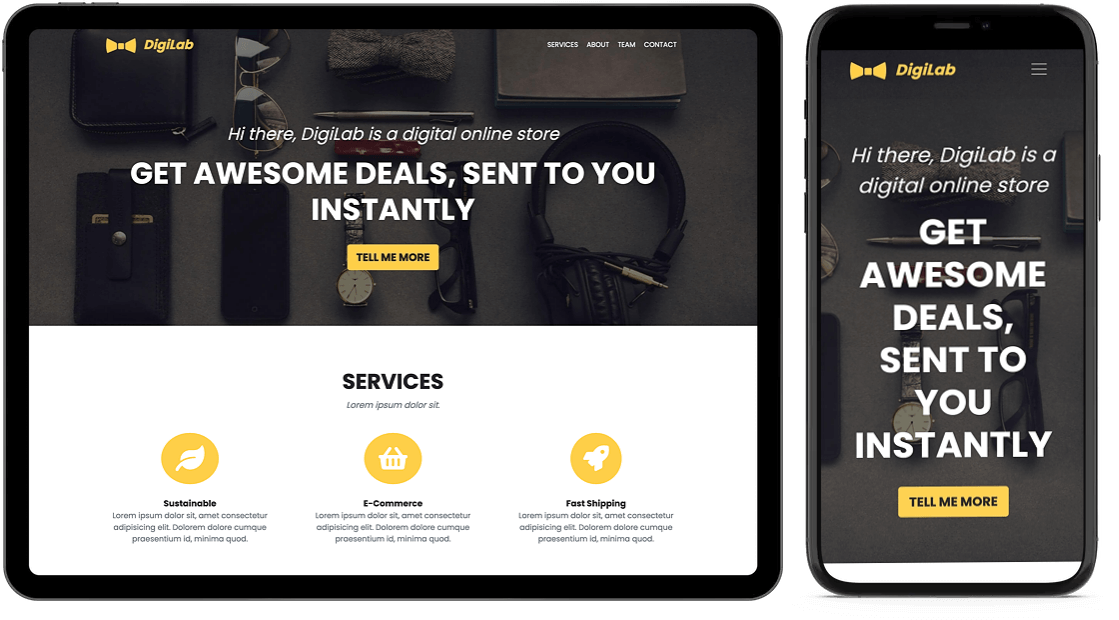 DigiLab
SERVICES ABOUT TEAM CONTACT
Hi there, DigiLab is a digital online store
GET AWESOME DEALS, SENT TO YOU
INSTANTLY
TELL ME MORE
SERVICES
Lorem ipsum dolor sit.
Sustainable
Lorem ipsum dolor sit, amet consectetur
adipisicing elit. Dolorem dolore cumque
praesentium id, minima quod.
E-Commerce
Lorem ipsum dolor sit, amet consectetur
adipisicing elit. Dolorem dolore cumque
praesentium id, minima quod.
Fast Shipping
Lorem ipsum dolor sit, amet consectetur
adipisicing elit. Dolorem dolore cumque
praesentium id, minima quod.
DigiLab
Hi there, DigiLab is a
digital online store
GET
AWESOME
DEALS,
SENT TO
YOU
INSTANTLY
TELL ME MORE